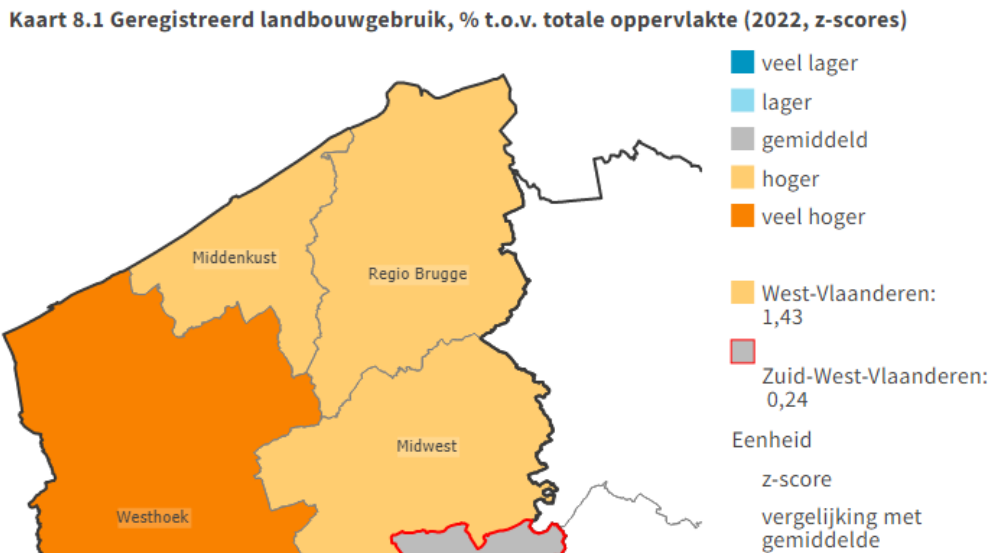 Kaart 8.1 Geregistreerd landbouwgebruik, % t.o.v. totale oppervlakte (2022, z-scores)
veel lager
lager
gemiddeld
hoger
veel hoger
West-Vlaanderen:
1,43
Zuid-West-Vlaanderen:
0,24
Eenheid
z-score
vergelijking met
gemiddelde
Middenkust
Regio Brugge
Midwest
Westhoek